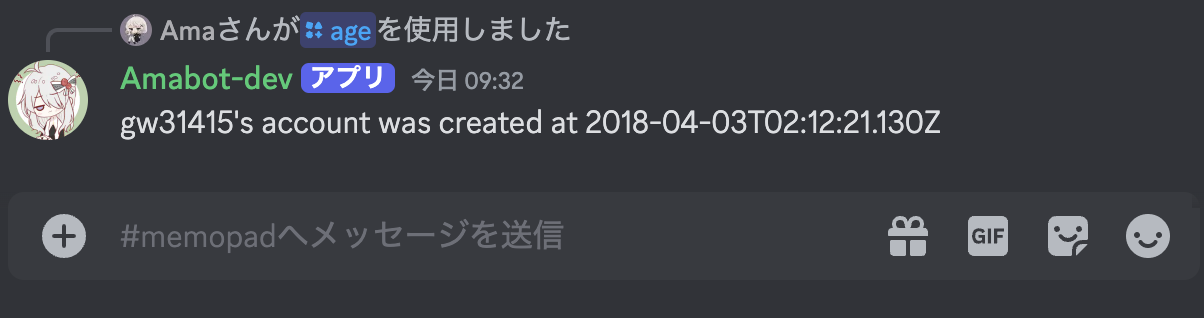 Amaさんがageを使用しました
Amabot-dev アプリ 今日 09:32
gw31415's account was created at 2018-04-03T02:12:21.130Z
#memopadへメッセージを送信
GIF